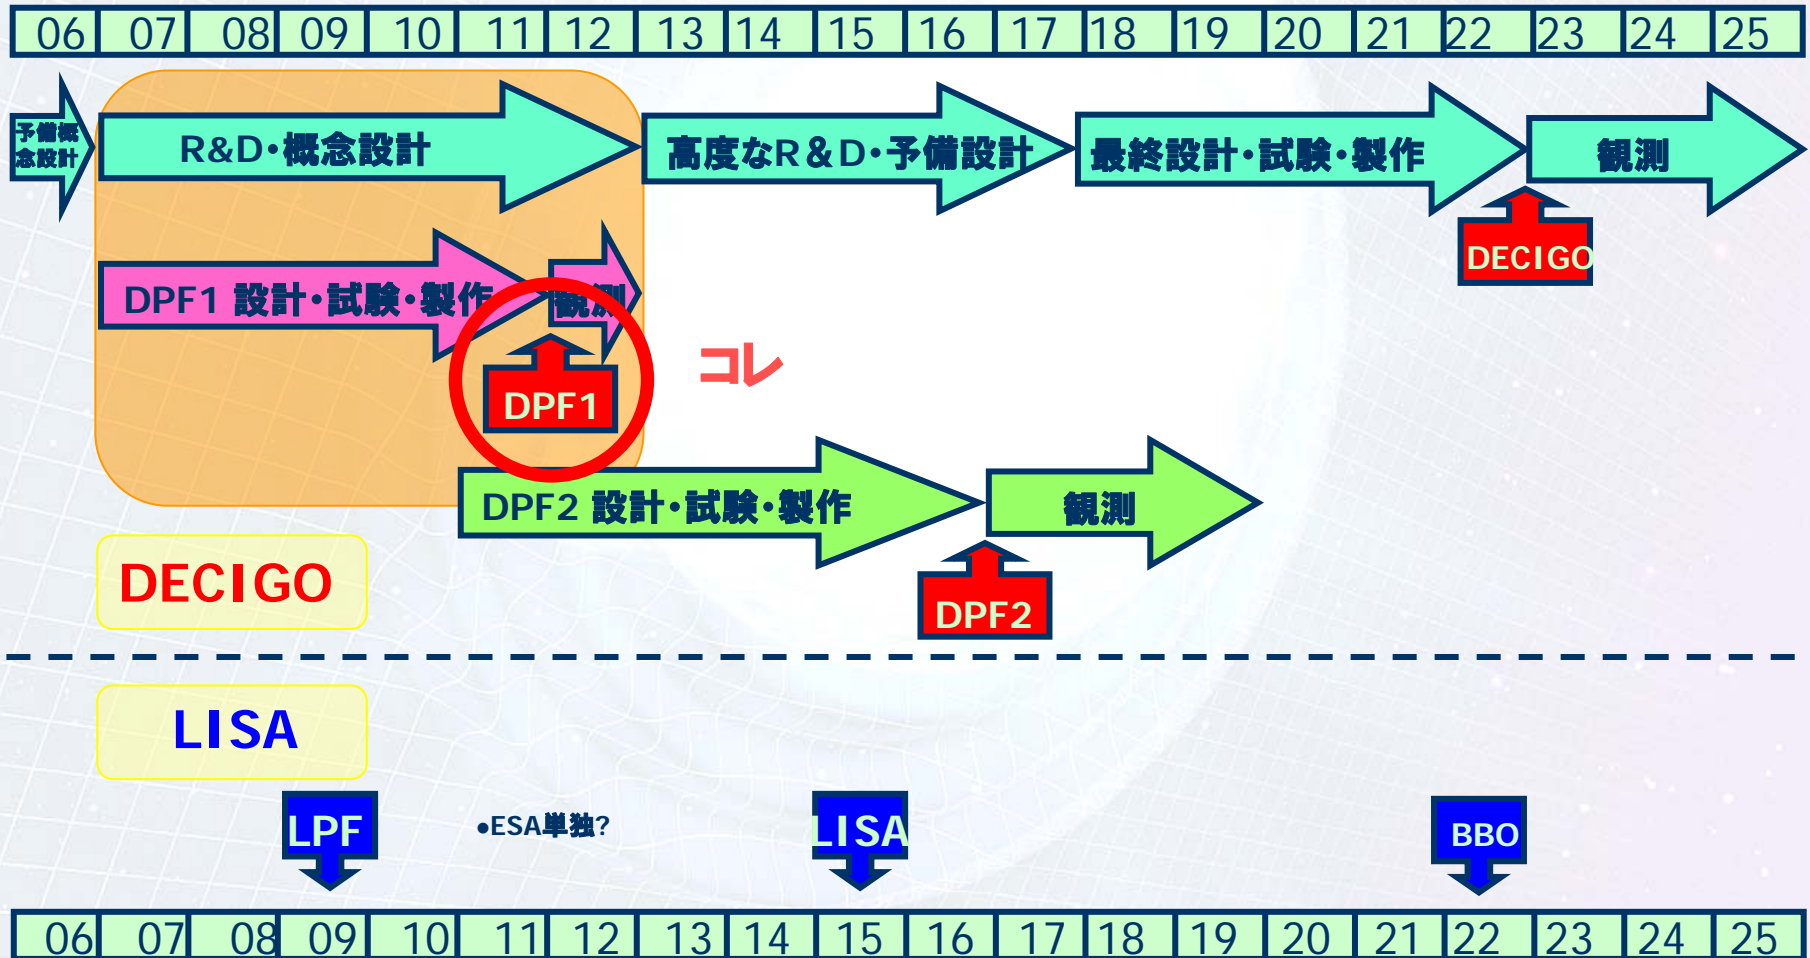 06 07 08 09 10 11 12 13 14 15 16 17 18 19 20 21 22 23 24 25
予備概
念設計
R&D・概念設計
高度なR&D・予備設計
最終設計・試験・製作
観測
DECIGO
DPF1 設計・試験・製作
観測
DPF1
コレ
DPF2 設計・試験・製作
観測
DPF2
DECIGO
LISA
LPF
•ESA単独?
LISA
BBO
06 07 08 09 10 11 12 13 14 15 16 17 18 19 20 21 22 23 24 25